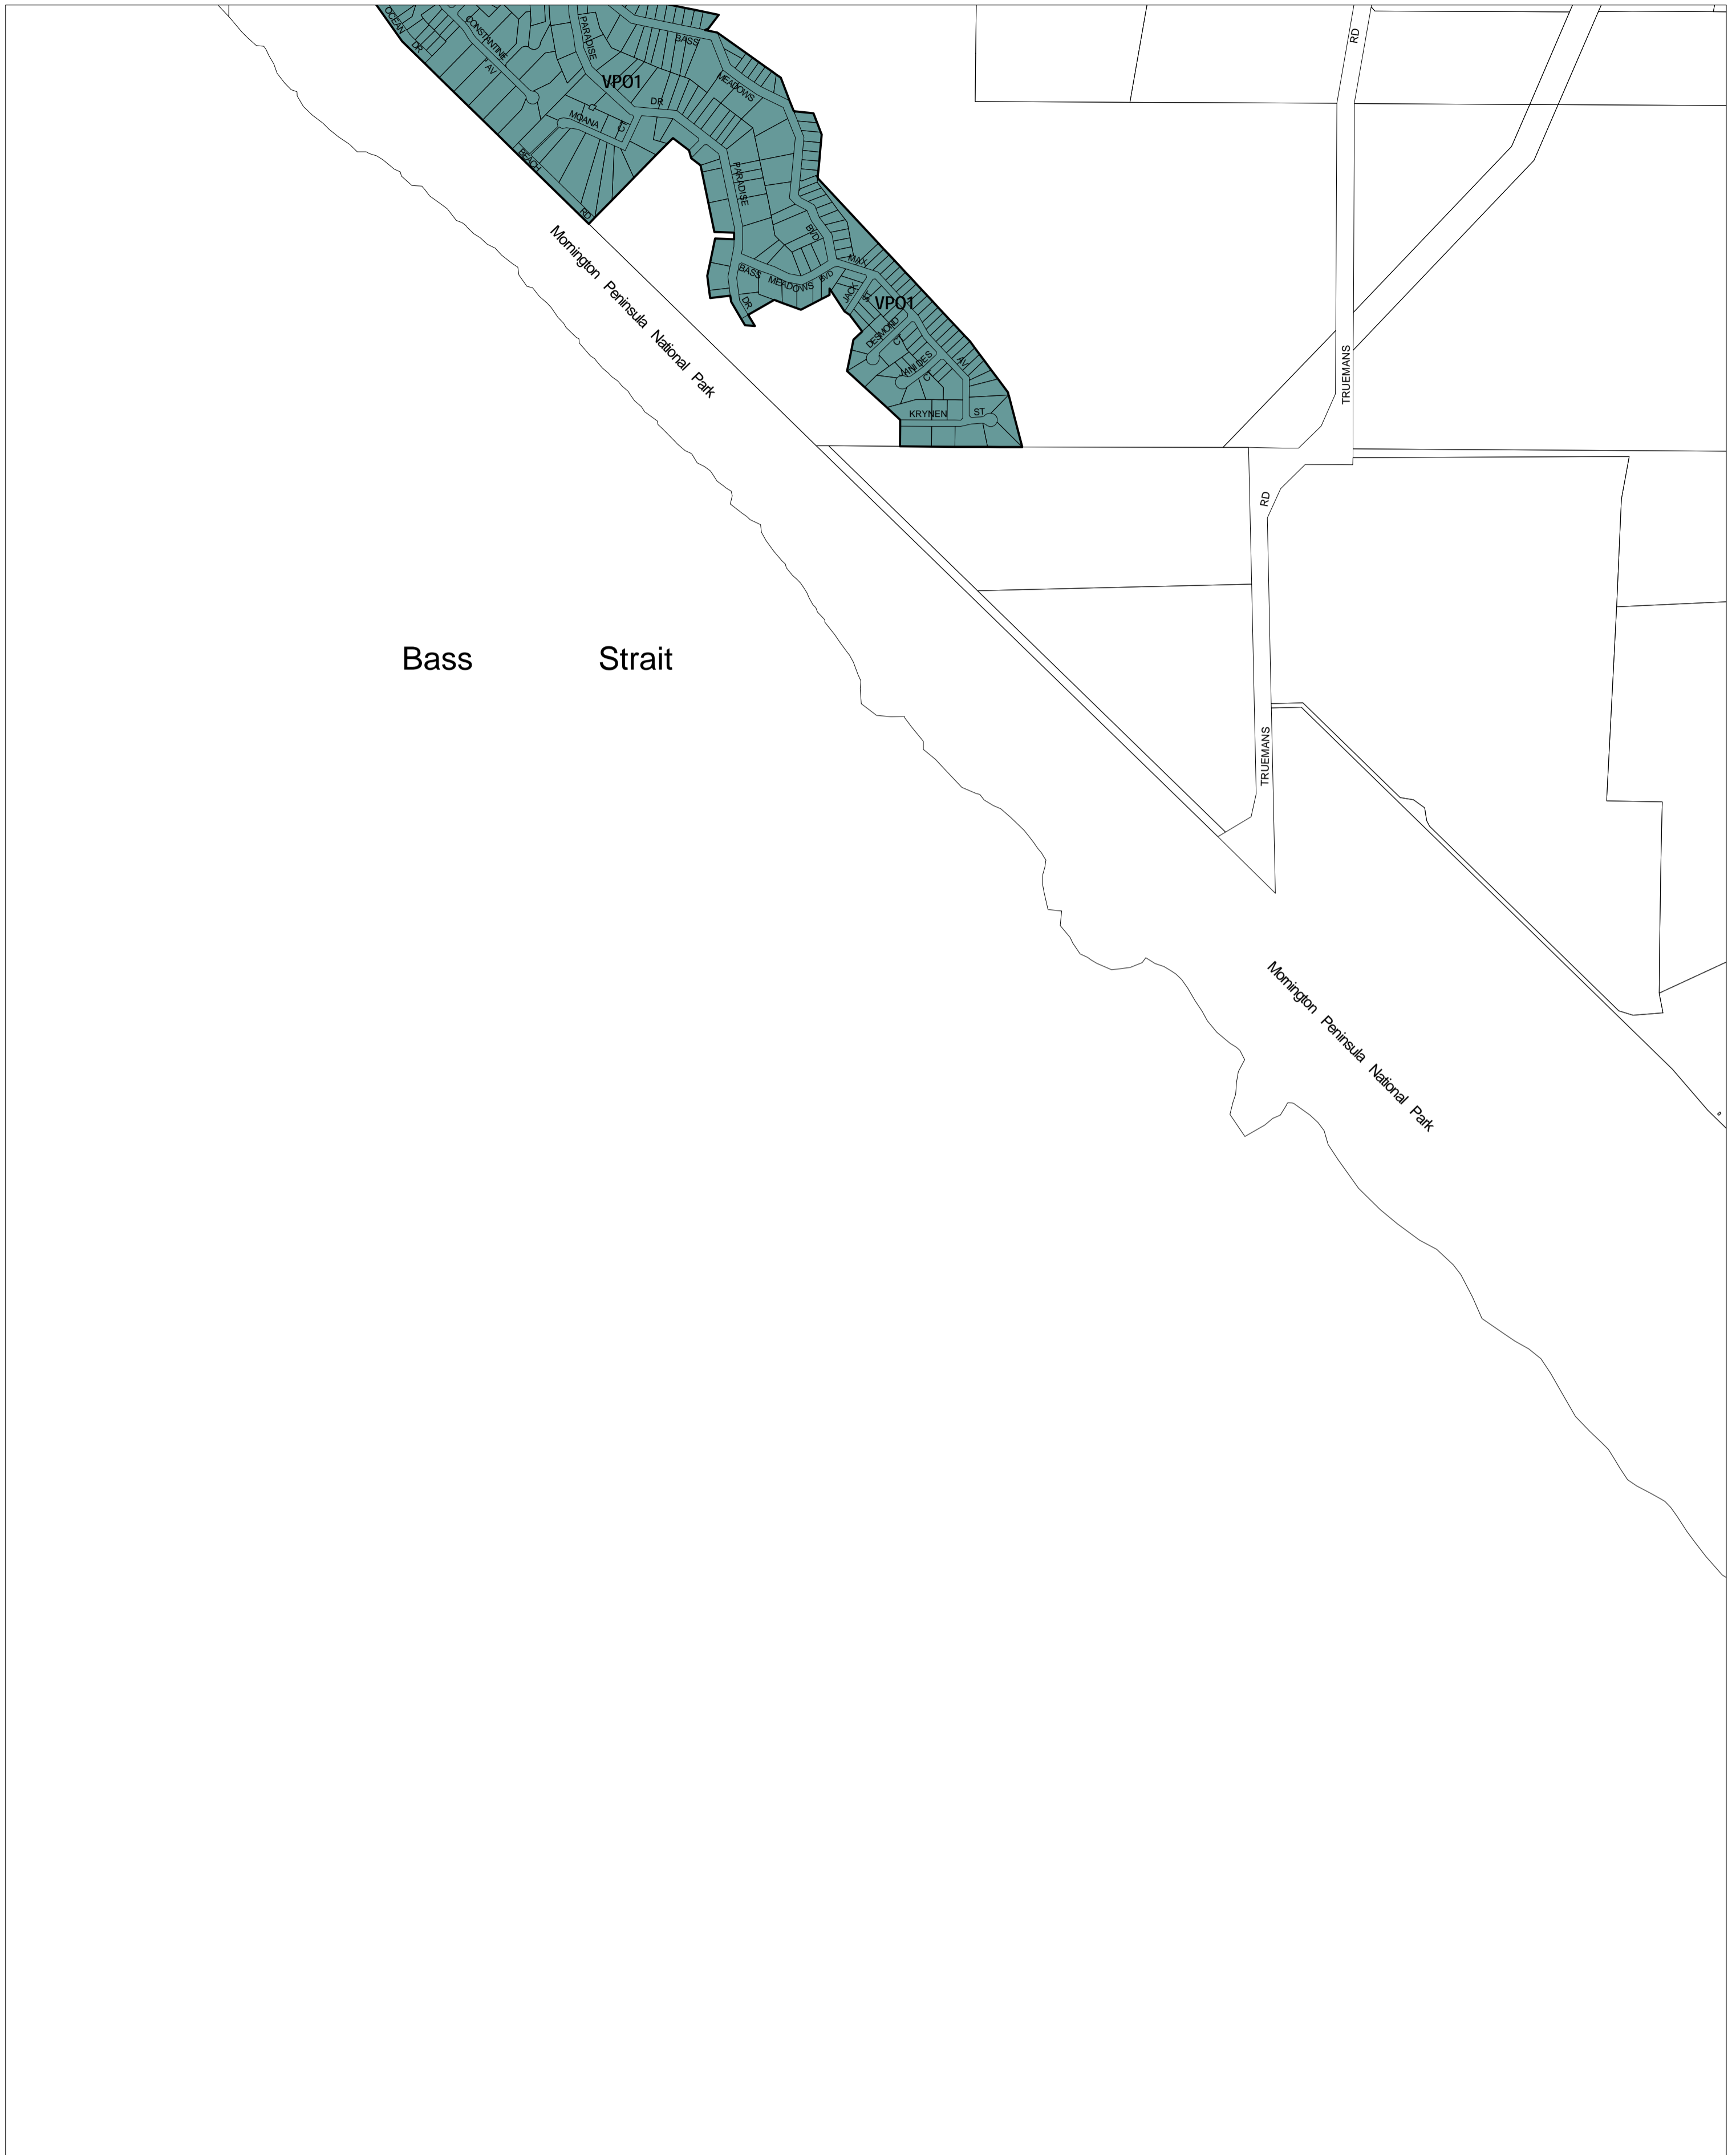 OCEAN
DR
CONSTANTINE
AV
PARADISE
BASS
MEADOWS
VPO1
DR
MOANA
CT
BEACH
RD
PARADISE
BVD
BASS
MEADOWS
BVD
DR
MAX
JACK
ST
VPO1
DESMOND
CT
CT
AV
KRYNEN
ST
RD
TRUEMANS
RD
TRUEMANS
Mornington Peninsula National Park
Bass Strait
Mornington Peninsula National Park